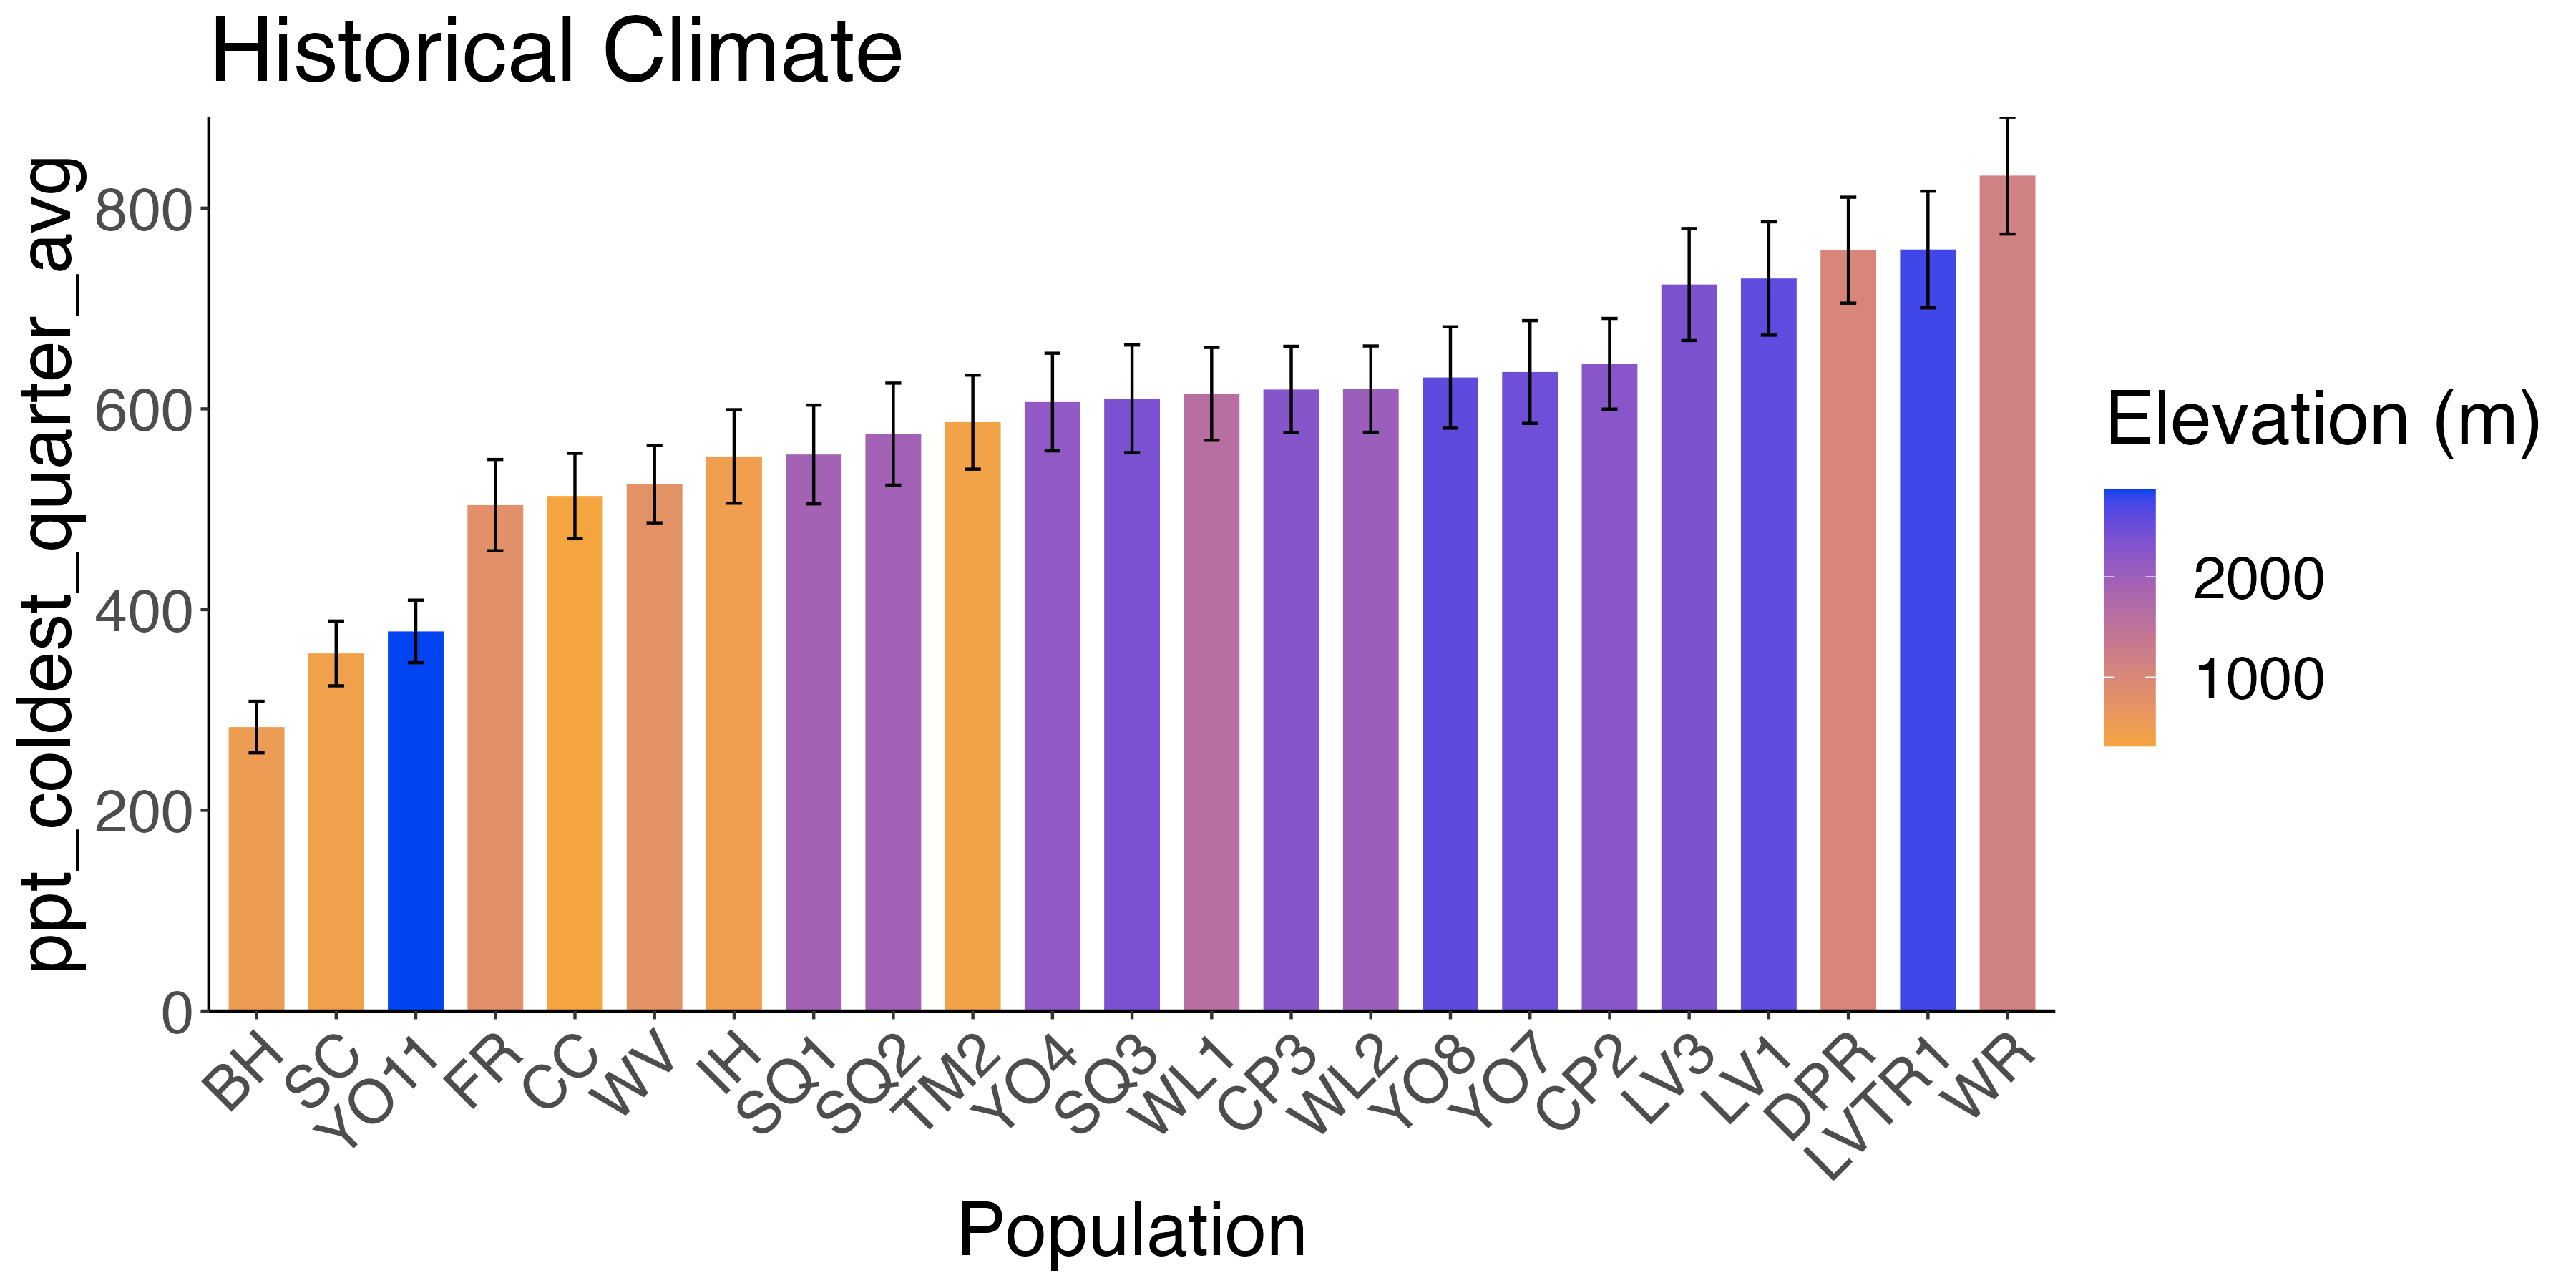 Historical Climate
ppt_coldest_quarter_avg
800
600
400
200
0
BH
SC
YO11
FR
CC
WV
IH
SQ1
SQ2
TM2
YO4
SQ3
WL1
CP3
WL2
YO8
YO7
CP2
LV3
LV1
DPR
LVTR1
WR
Population
Elevation (m)
2000
1000